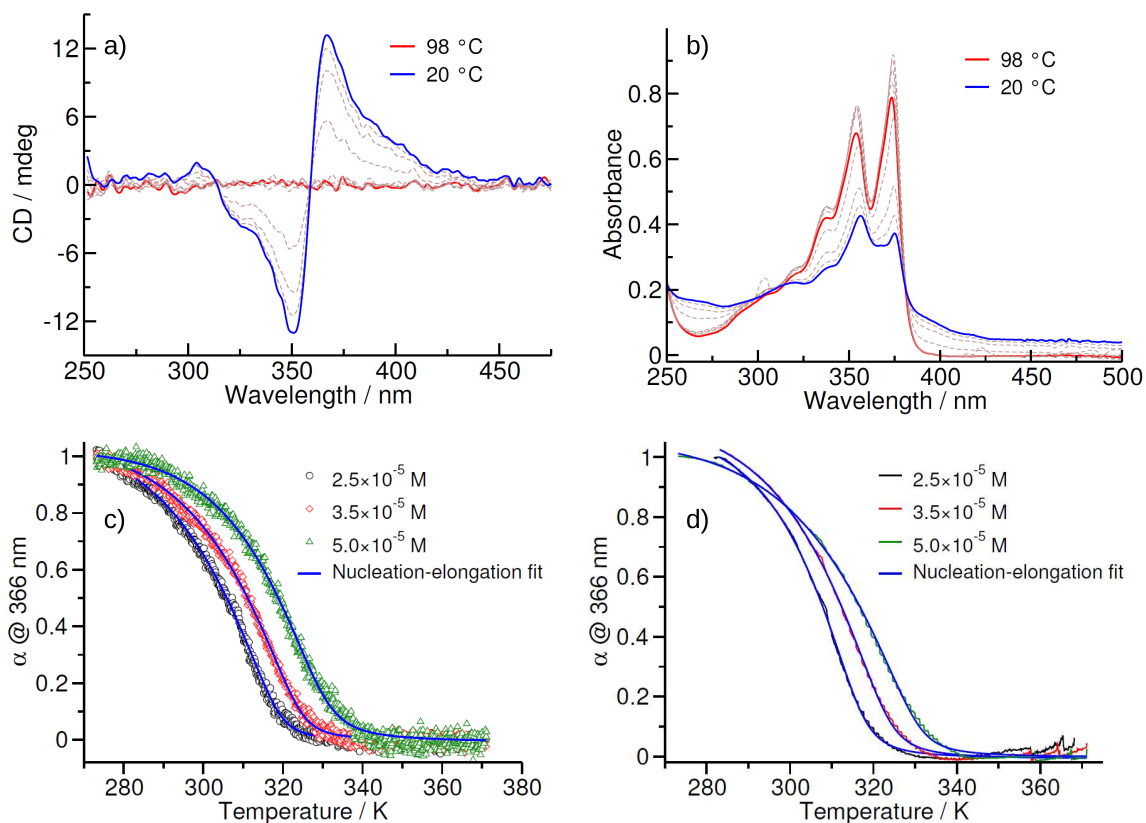 a)
98 °C
20 °C
CD / mdeg
12
6
0
-6
-12
250 300 350 400 450
Wavelength / nm
b)
98 °C
20 °C
Absorbance
0.8
0.6
0.4
0.2
0
250 300 350 400 450 500
Wavelength / nm
c)
2.5×10⁻⁵ M
3.5×10⁻⁵ M
5.0×10⁻⁵ M
Nucleation-elongation fit
α @ 366 nm
1
0.8
0.6
0.4
0.2
0
280 300 320 340 360 380
Temperature / K
d)
2.5×10⁻⁵ M
3.5×10⁻⁵ M
5.0×10⁻⁵ M
Nucleation-elongation fit
α @ 366 nm
1
0.8
0.6
0.4
0.2
0
280 300 320 340 360
Temperature / K